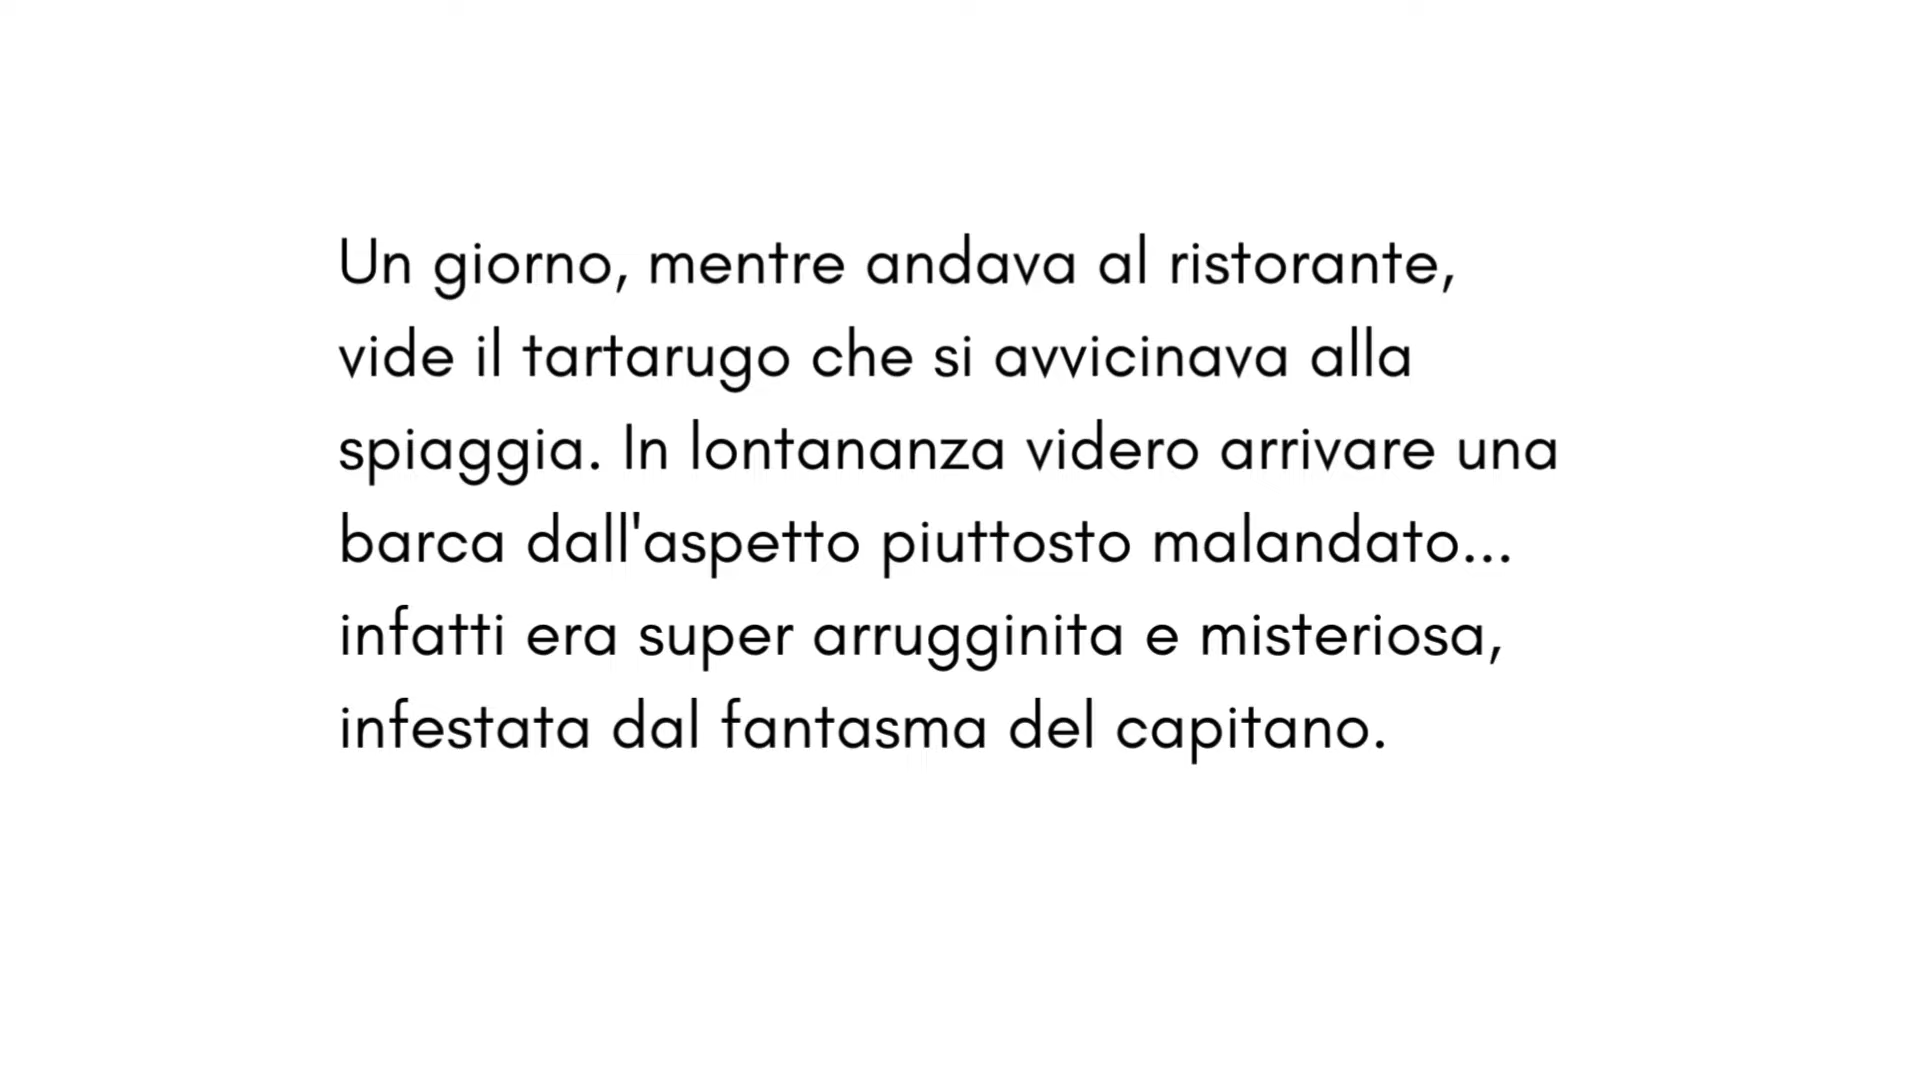 Un giorno, mentre andava al ristorante,
vide il tartarugo che si avvicinava alla
spiaggia. In lontananza videro arrivare una
barca dall'aspetto piuttosto malandato...
infatti era super arrugginita e misteriosa,
infestata dal fantasma del capitano.